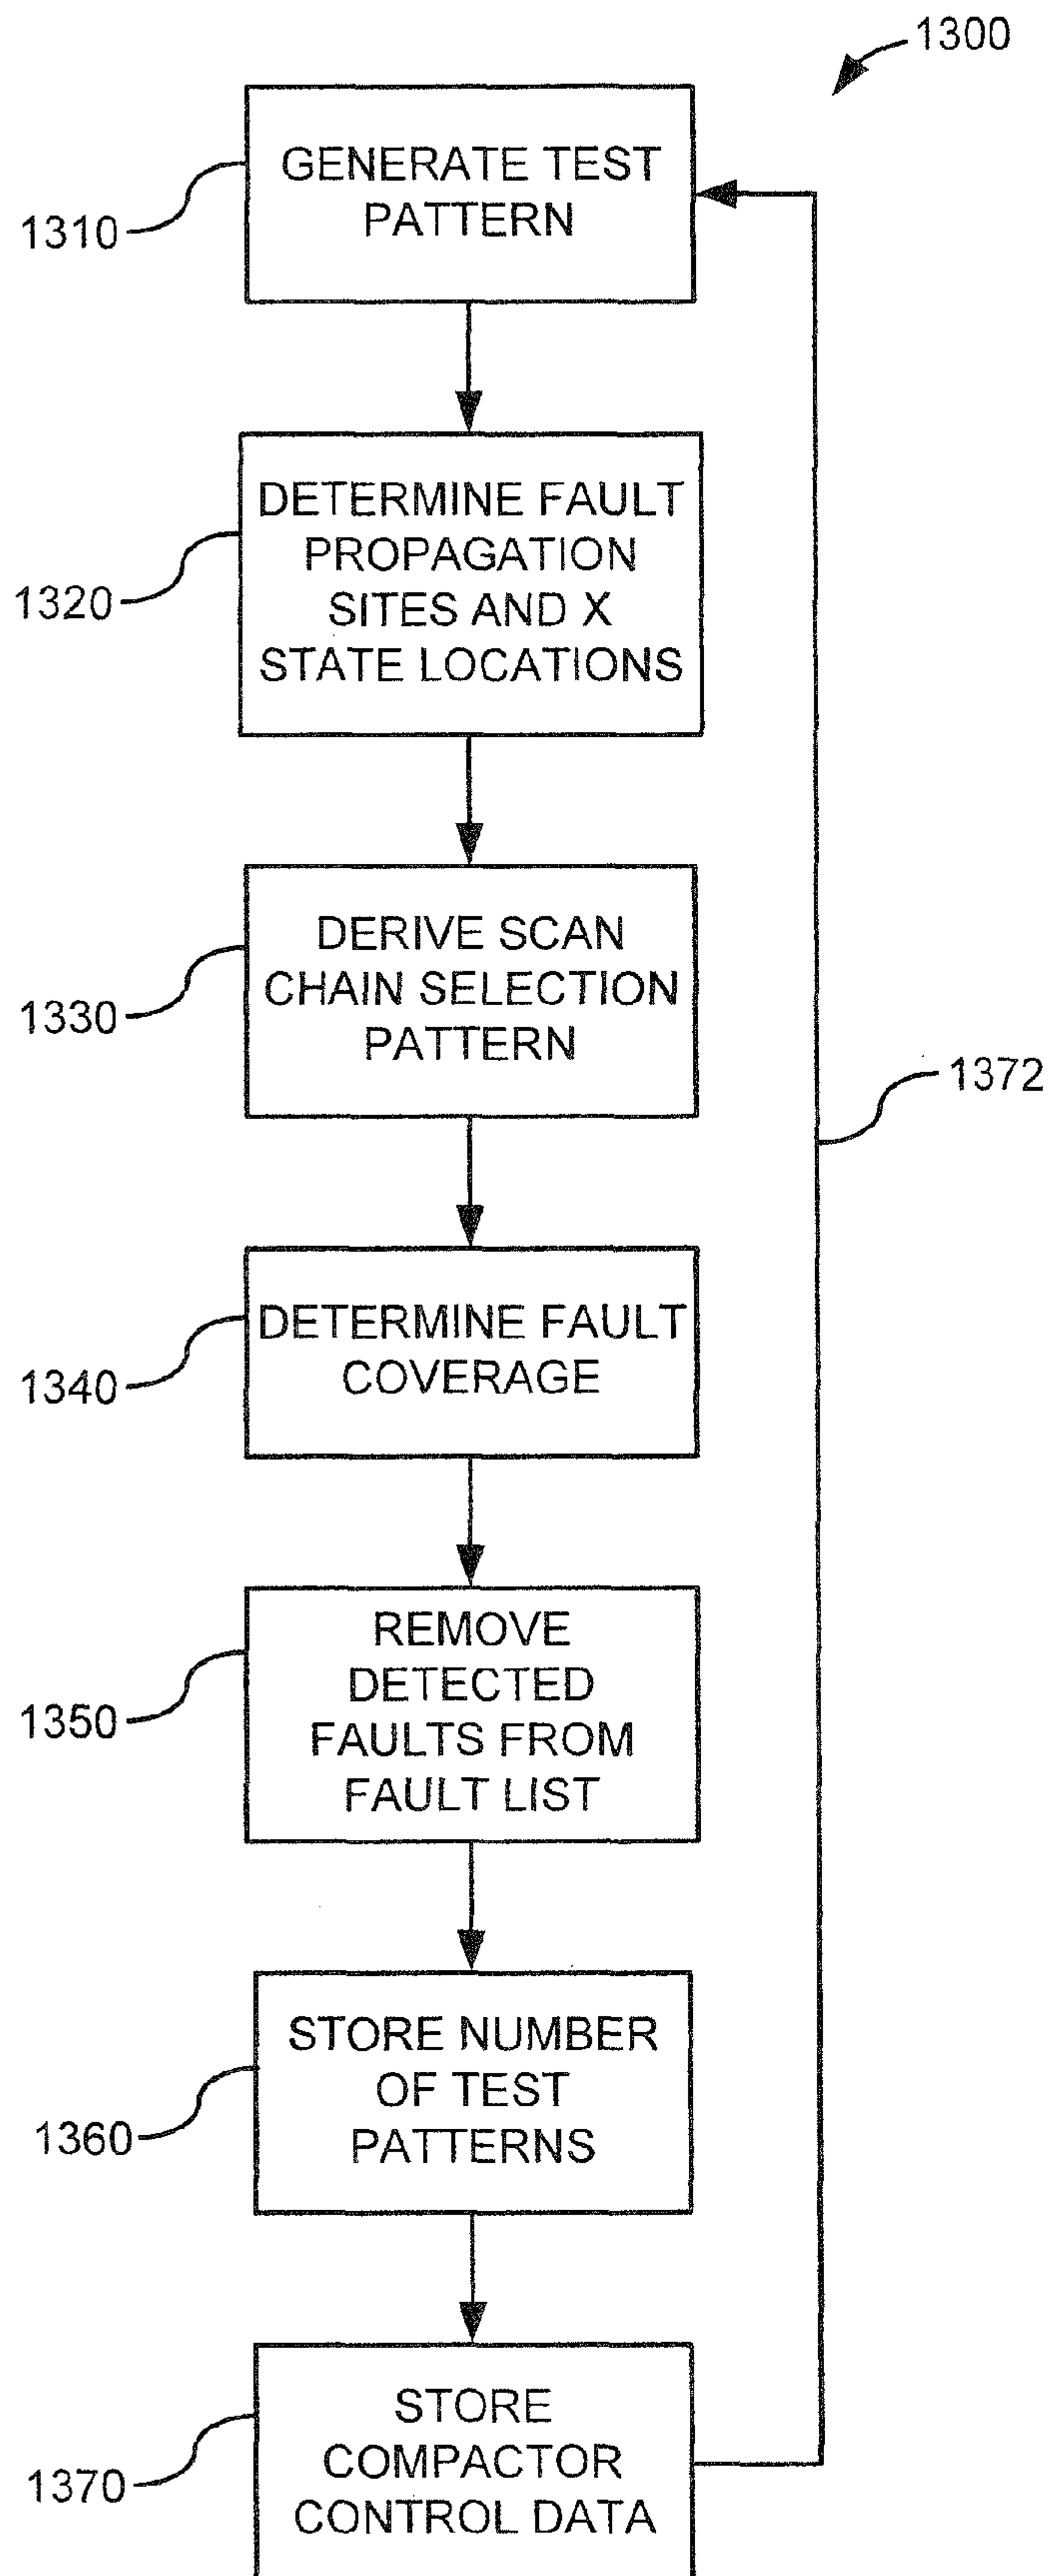 1300
GENERATE TEST
PATTERN
1310
DETERMINE FAULT
PROPAGATION
SITES AND X
STATE LOCATIONS
1320
DERIVE SCAN
CHAIN SELECTION
PATTERN
1330
1372
DETERMINE FAULT
COVERAGE
1340
REMOVE
DETECTED
FAULTS FROM
FAULT LIST
1350
STORE NUMBER
OF TEST
PATTERNS
1360
STORE
COMPACTOR
CONTROL DATA
1370